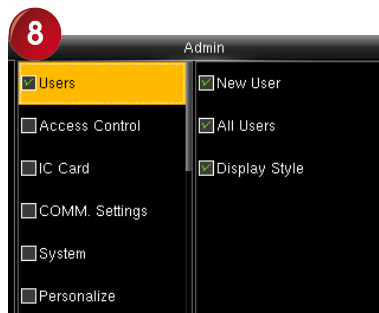 8
Admin
Users
New User
Access Control
All Users
IC Card
Display Style
COMM. Settings
System
Personalize